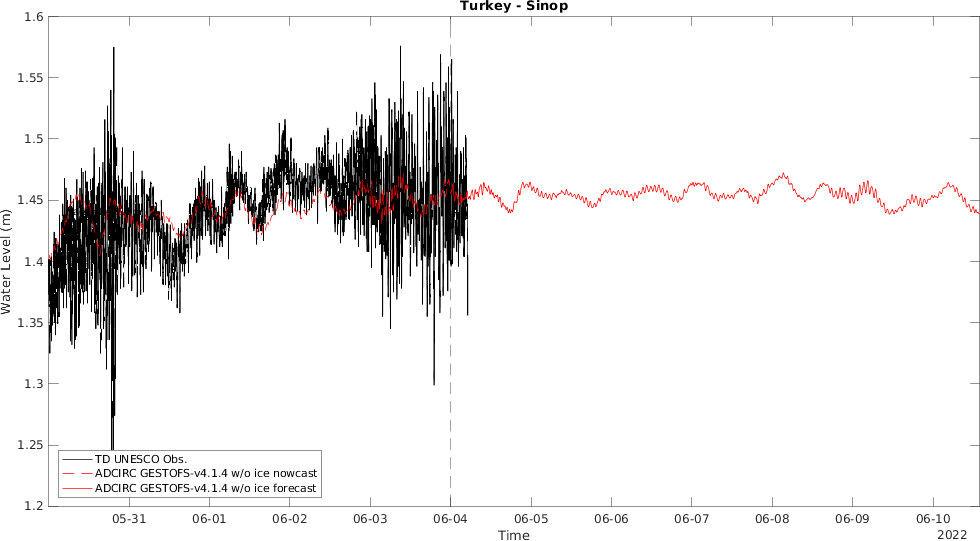 Turkey - Sinop
1.6
1.55
1.5
1.45
1.4
1.35
1.3
1.25
1.2
Water Level (m)
TD UNESCO Obs.
ADCIRC GESTOFS-v4.1.4 w/o ice nowcast
ADCIRC GESTOFS-v4.1.4 w/o ice forecast
05-31 06-01 06-02 06-03 06-04 06-05 06-06 06-07 06-08 06-09 06-10
Time
2022